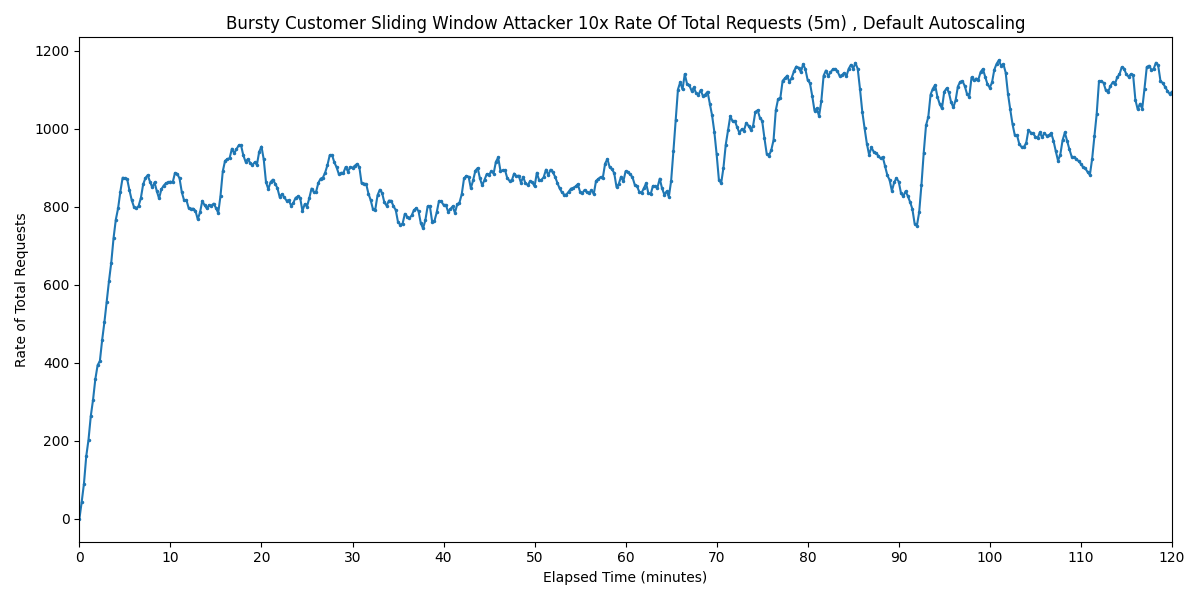 Bursty Customer Sliding Window Attacker 10x Rate Of Total Requests (5m) , Default Autoscaling
1200
1000
800
600
400
200
0
Rate of Total Requests
0 10 20 30 40 50 60 70 80 90 100 110 120
Elapsed Time (minutes)